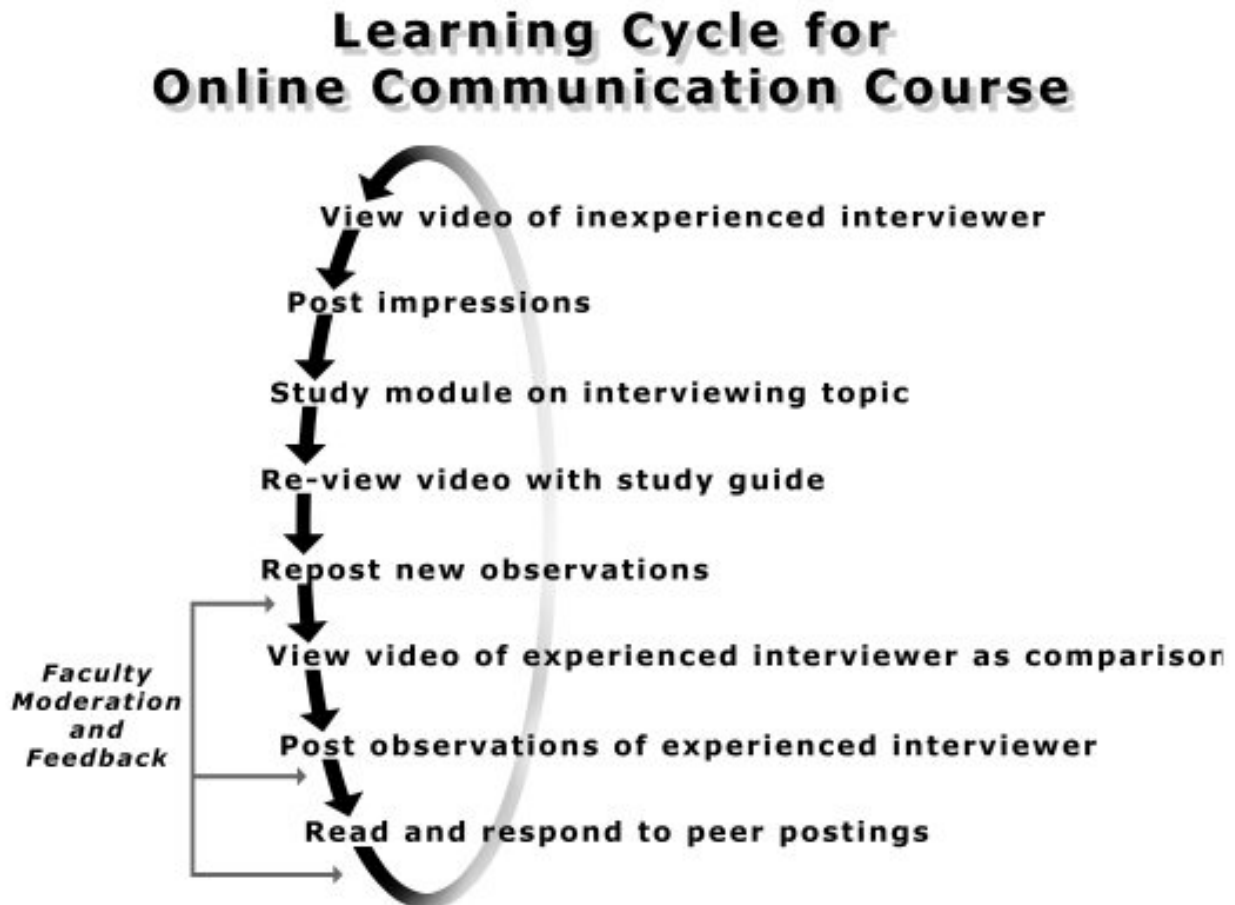 Learning Cycle for
Online Communication Course
View video of inexperienced interviewer
Post impressions
Study module on interviewing topic
Re-view video with study guide
Repost new observations
View video of experienced interviewer as comparison
Faculty
Moderation
and
Feedback
Post observations of experienced interviewer
Read and respond to peer postings